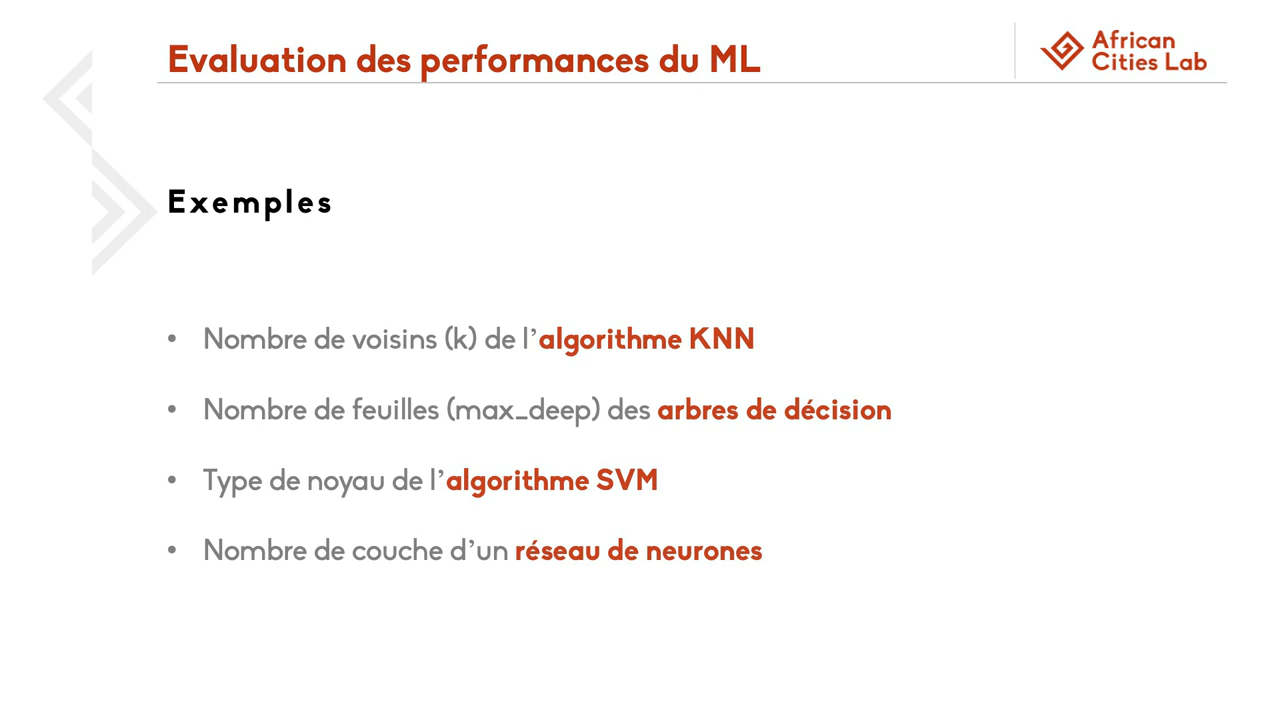 Evaluation des performances du ML
African
Cities Lab
Exemples
• Nombre de voisins (k) de l’algorithme KNN
• Nombre de feuilles (max_deep) des arbres de décision
• Type de noyau de l’algorithme SVM
• Nombre de couche d’un réseau de neurones